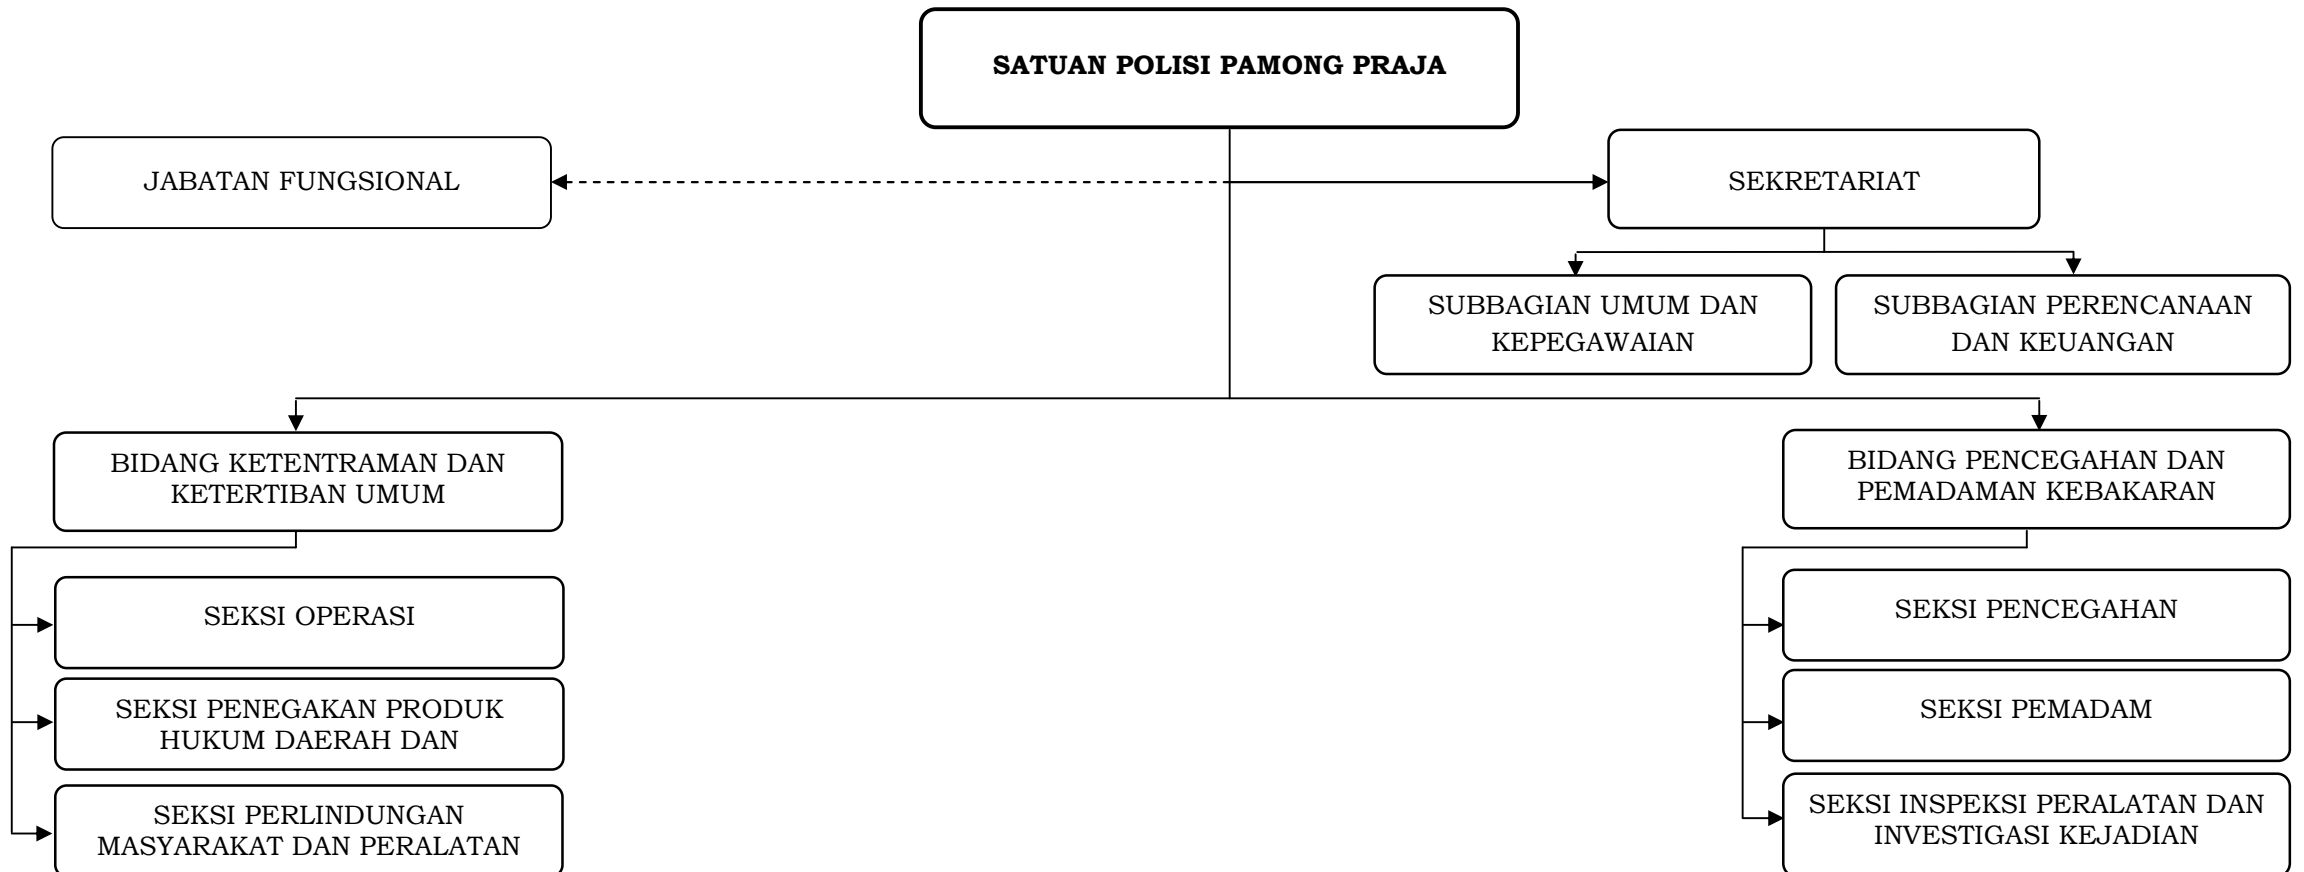 SATUAN POLISI PAMONG PRAJA
JABATAN FUNGSIONAL
SEKRETARIAT
SUBBAGIAN UMUM DAN
KEPEGAWAIAN
SUBBAGIAN PERENCANAAN
DAN KEUANGAN
BIDANG KETENTRAMAN DAN
KETERTIBAN UMUM
SEKSI OPERASI
SEKSI PENEGAKAN PRODUK
HUKUM DAERAH DAN
SEKSI PERLINDUNGAN
MASYARAKAT DAN PERALATAN
BIDANG PENCEGAHAN DAN
PEMADAMAN KEBAKARAN
SEKSI PENCEGAHAN
SEKSI PEMADAM
SEKSI INSPEKSI PERALATAN DAN
INVESTIGASI KEJADIAN